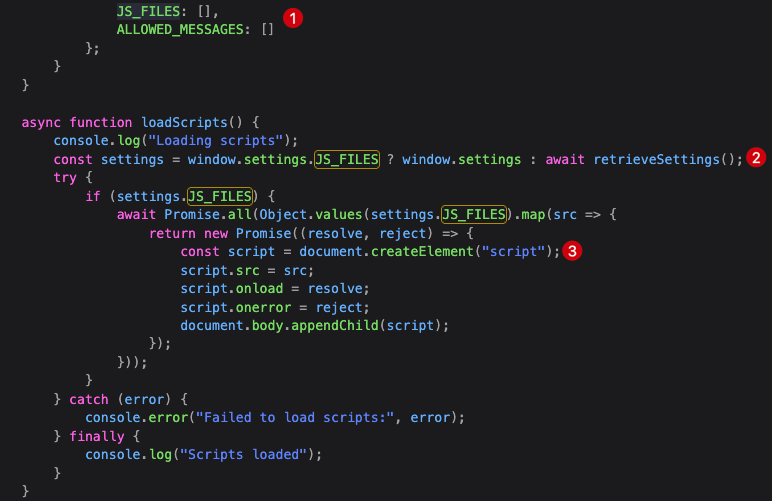 JS_FILES: [],
ALLOWED_MESSAGES: [] 1
};
}
}
async function loadScripts() {
console.log("Loading scripts");
const settings = window.settings.JS_FILES ? window.settings : await retrieveSettings(); 2
try {
if (settings.JS_FILES) {
await Promise.all(Object.values(settings.JS_FILES).map(src => {
return new Promise((resolve, reject) => {
const script = document.createElement("script"); 3
script.src = src;
script.onload = resolve;
script.onerror = reject;
document.body.appendChild(script);
});
}));
}
} catch (error) {
console.error("Failed to load scripts:", error);
} finally {
console.log("Scripts loaded");
}
}